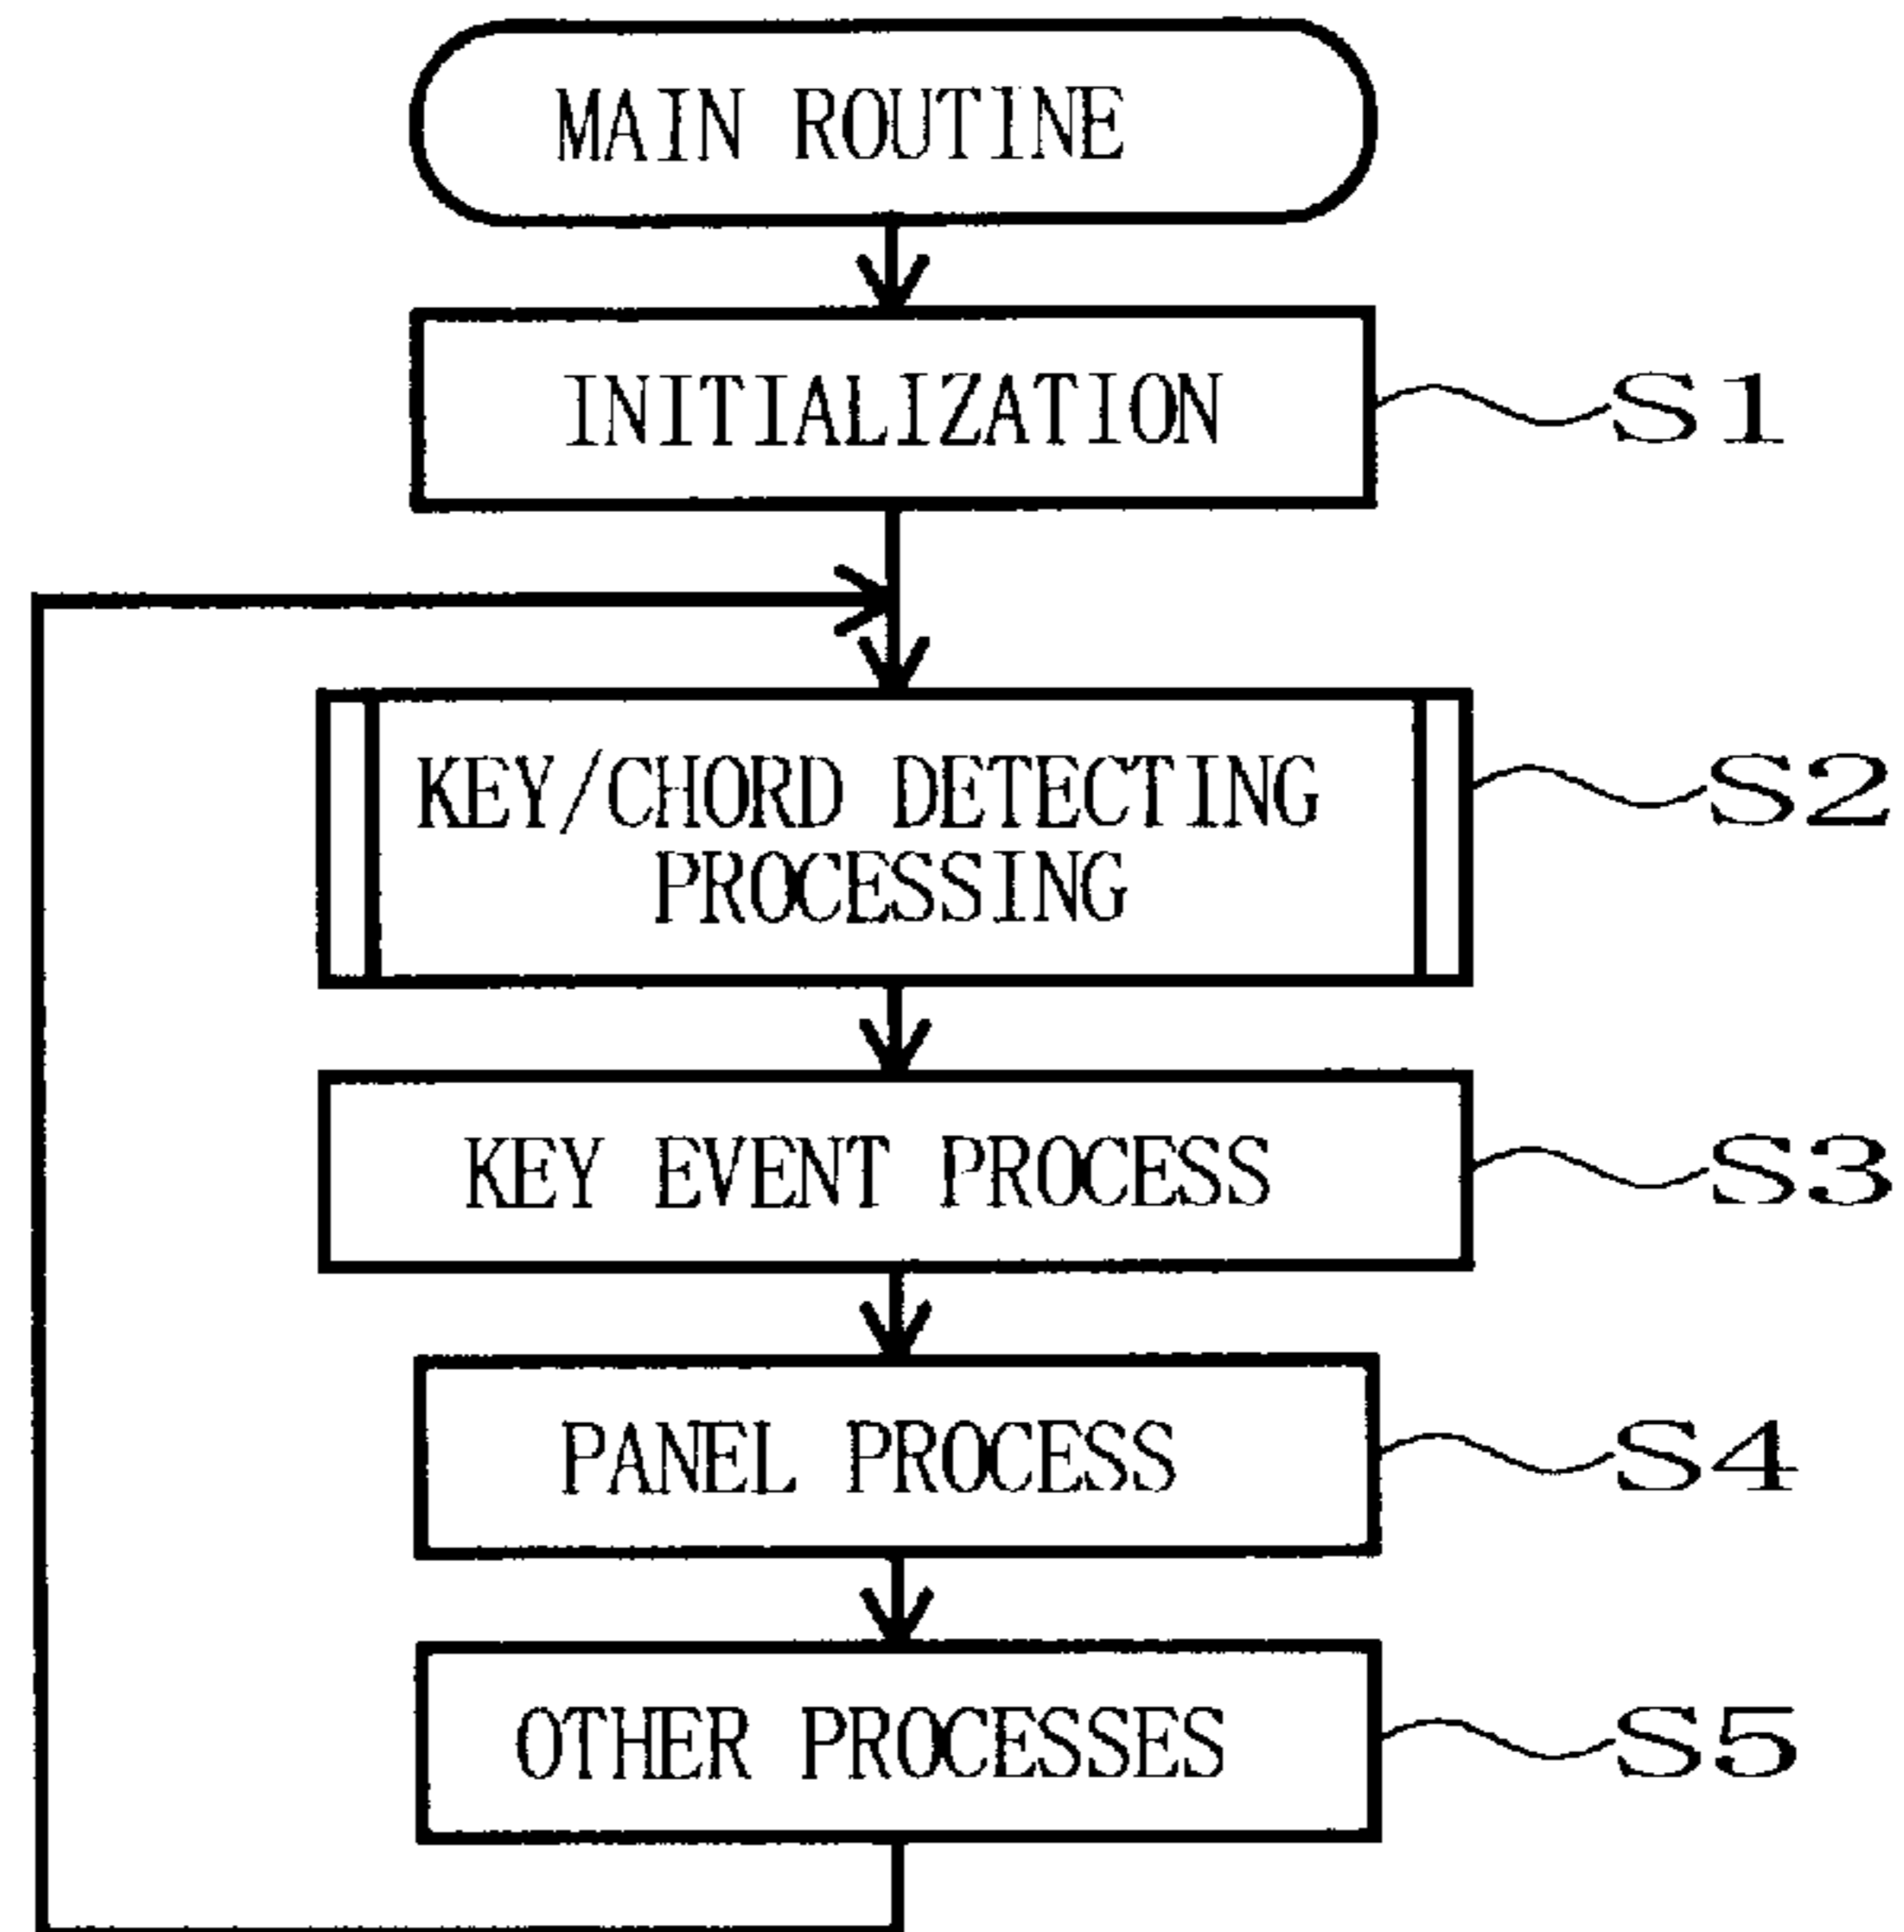 MAIN ROUTINE
INITIALIZATION
S1
KEY/CHORD DETECTING
PROCESSING
S2
KEY EVENT PROCESS
S3
PANEL PROCESS
S4
OTHER PROCESSES
S5